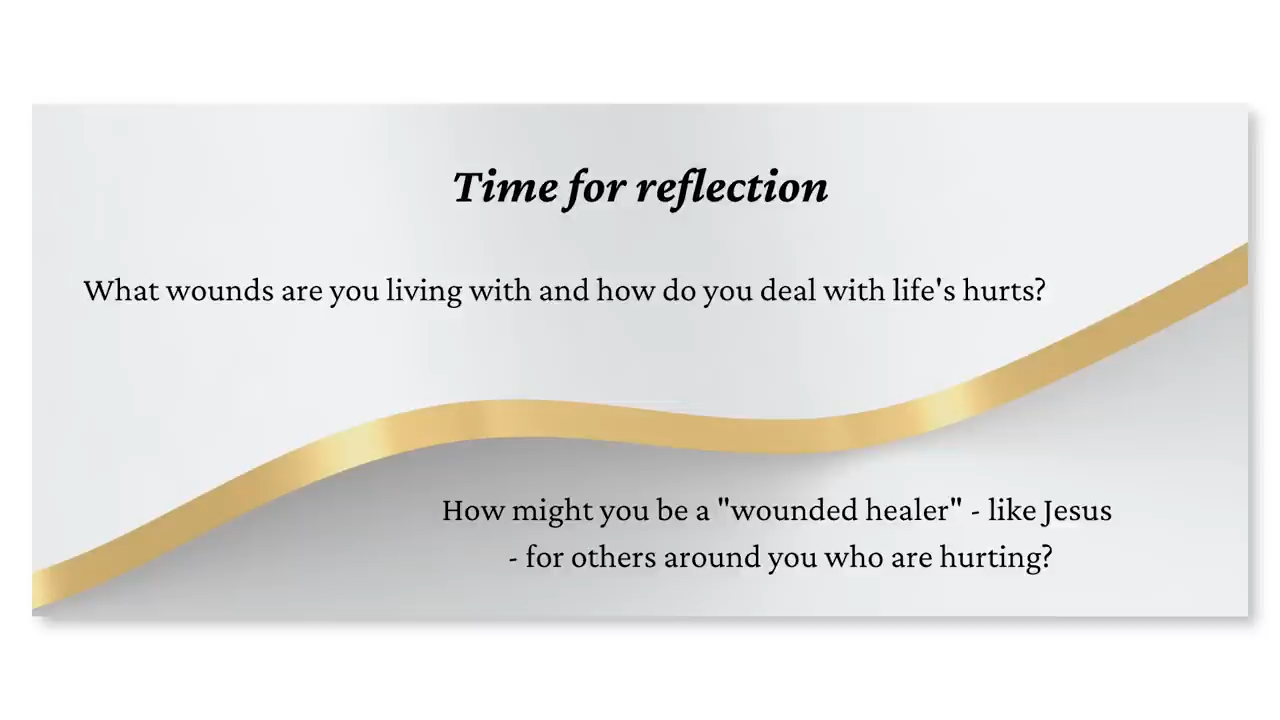 Time for reflection
What wounds are you living with and how do you deal with life's hurts?
How might you be a "wounded healer" - like Jesus
- for others around you who are hurting?